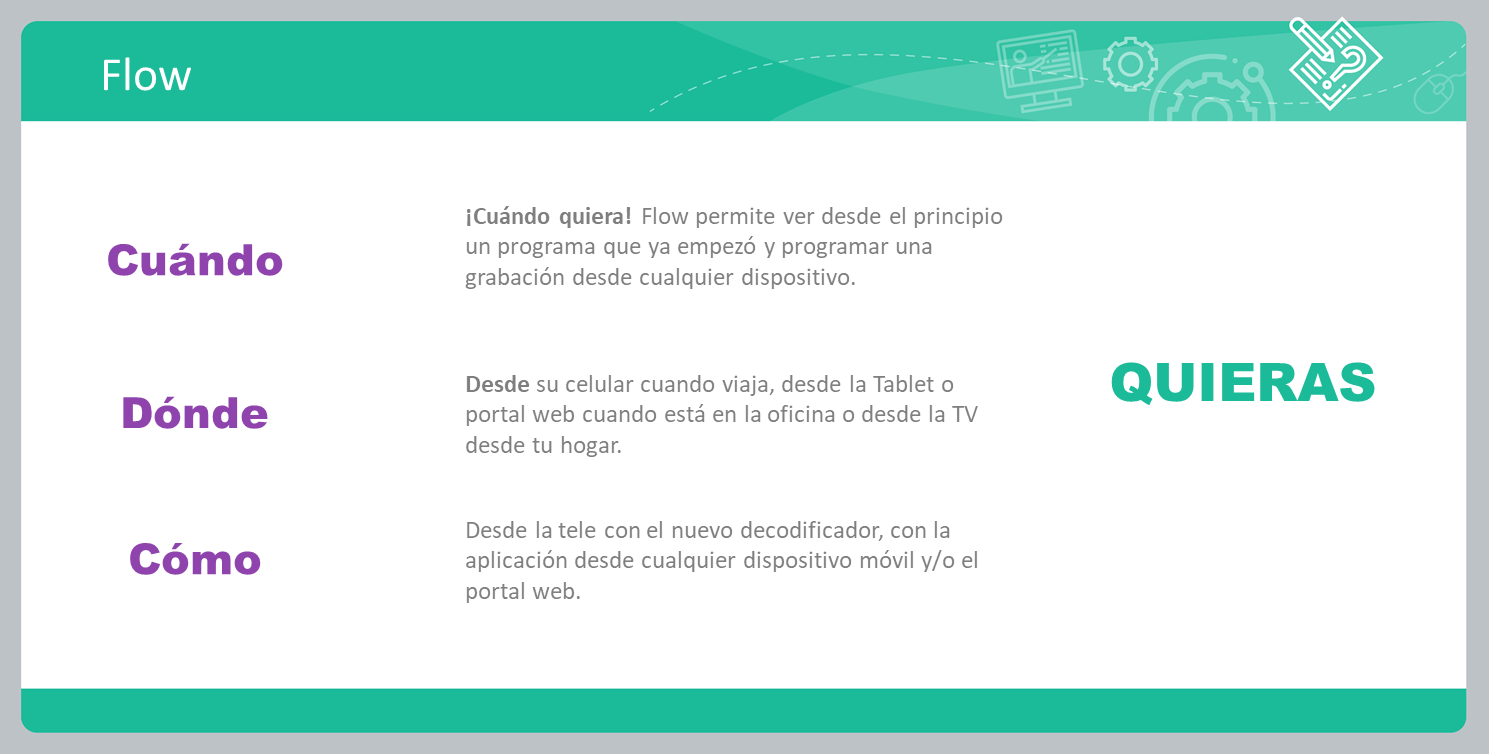 Flow
Cuándo
¡Cuándo quiera! Flow permite ver desde el principio
un programa que ya empezó y programar una
grabación desde cualquier dispositivo.
Dónde
Desde su celular cuando viaja, desde la Tablet o
portal web cuando está en la oficina o desde la TV
desde tu hogar.
Cómo
Desde la tele con el nuevo decodificador, con la
aplicación desde cualquier dispositivo móvil y/o el
portal web.
QUIERAS